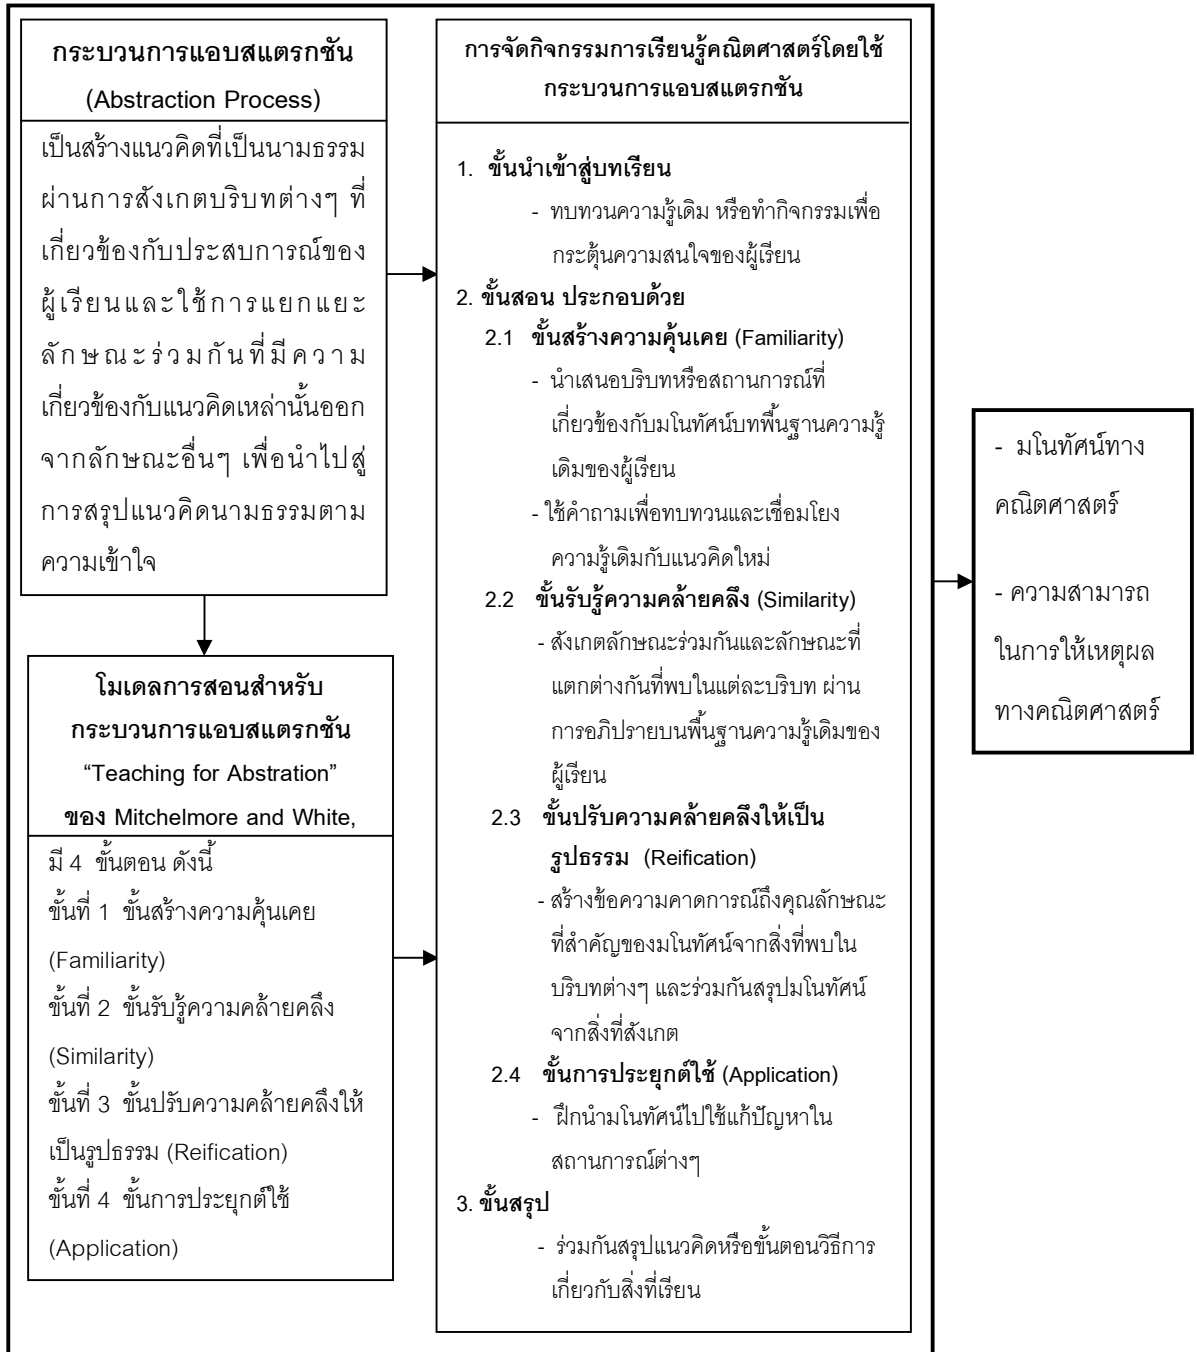 กระบวนการแอบสแตรกชัน
(Abstraction Process)
เป็นสร้างแนวคิดที่เป็นนามธรรม
ผ่านการสังเกตบริบทต่างๆ ที่
เกี่ยวข้องกับประสบการณ์ของ
ผู้เรียนและใช้การแยกแยะ
ลักษณะร่วมกันที่มีความ
เกี่ยวข้องกับแนวคิดเหล่านั้นออก
จากลักษณะอื่นๆ เพื่อนำไปสู่
การสรุปแนวคิดนามธรรมตาม
ความเข้าใจ
โมเดลการสอนสำหรับ
กระบวนการแอบสแตรกชัน
“Teaching for Abstration”
ของ Mitchelmore and White,
มี 4 ขั้นตอน ดังนี้
ขั้นที่ 1 ขั้นสร้างความคุ้นเคย
(Familiarity)
ขั้นที่ 2 ขั้นรับรู้ความคล้ายคลึง
(Similarity)
ขั้นที่ 3 ขั้นปรับความคล้ายคลึงให้
เป็นรูปธรรม (Reification)
ขั้นที่ 4 ขั้นการประยุกต์ใช้
(Application)
การจัดกิจกรรมการเรียนรู้คณิตศาสตร์โดยใช้
กระบวนการแอบสแตรกชัน
1. ขั้นนำเข้าสู่บทเรียน
- ทบทวนความรู้เดิม หรือทำกิจกรรมเพื่อ
กระตุ้นความสนใจของผู้เรียน
2. ขั้นสอน ประกอบด้วย
2.1 ขั้นสร้างความคุ้นเคย (Familiarity)
- นำเสนอบริบทหรือสถานการณ์ที่
เกี่ยวข้องกับมโนทัศน์บทพื้นฐานความรู้
เดิมของผู้เรียน
- ใช้คำถามเพื่อทบทวนและเชื่อมโยง
ความรู้เดิมกับแนวคิดใหม่
2.2 ขั้นรับรู้ความคล้ายคลึง (Similarity)
- สังเกตลักษณะร่วมกันและลักษณะที่
แตกต่างกันที่พบในแต่ละบริบท ผ่าน
การอภิปรายบนพื้นฐานความรู้เดิมของ
ผู้เรียน
2.3 ขั้นปรับความคล้ายคลึงให้เป็น
รูปธรรม (Reification)
- สร้างข้อความคาดการณ์ถึงคุณลักษณะ
ที่สำคัญของมโนทัศน์จากสิ่งที่พบใน
บริบทต่างๆ และร่วมกันสรุปมโนทัศน์
จากสิ่งที่สังเกต
2.4 ขั้นการประยุกต์ใช้ (Application)
- ฝึกนำมโนทัศน์ไปใช้แก้ปัญหาใน
สถานการณ์ต่างๆ
3. ขั้นสรุป
- ร่วมกันสรุปแนวคิดหรือขั้นตอนวิธีการ
เกี่ยวกับสิ่งที่เรียน
- มโนทัศน์ทาง
คณิตศาสตร์
- ความสามารถ
ในการให้เหตุผล
ทางคณิตศาสตร์